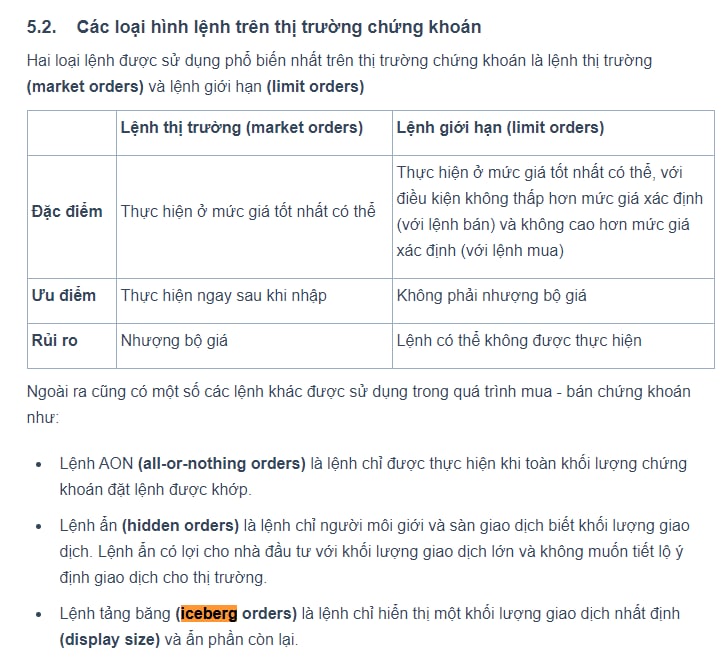 5.2. Các loại hình lệnh trên thị trường chứng khoán
Hai loại lệnh được sử dụng phổ biến nhất trên thị trường chứng khoán là lệnh thị trường
(market orders) và lệnh giới hạn (limit orders)
Lệnh thị trường (market orders) Lệnh giới hạn (limit orders)
Đặc điểm
Thực hiện ở mức giá tốt nhất có thể
Thực hiện ở mức giá tốt nhất có thể, với
điều kiện không thấp hơn mức giá xác định
(với lệnh bán) và không cao hơn mức giá
xác định (với lệnh mua)
Ưu điểm Thực hiện ngay sau khi nhập Không phải nhượng bộ giá
Rủi ro Nhượng bộ giá Lệnh có thể không được thực hiện
Ngoài ra cũng có một số các lệnh khác được sử dụng trong quá trình mua - bán chứng khoán
như:
• Lệnh AON (all-or-nothing orders) là lệnh chỉ được thực hiện khi toàn khối lượng chứng
khoán đặt lệnh được khớp.
• Lệnh ẩn (hidden orders) là lệnh chỉ người môi giới và sàn giao dịch biết khối lượng giao
dịch. Lệnh ẩn có lợi cho nhà đầu tư với khối lượng giao dịch lớn và không muốn tiết lộ ý
định giao dịch cho thị trường.
• Lệnh tảng băng (iceberg orders) là lệnh chỉ hiển thị một khối lượng giao dịch nhất định
(display size) và ẩn phần còn lại.